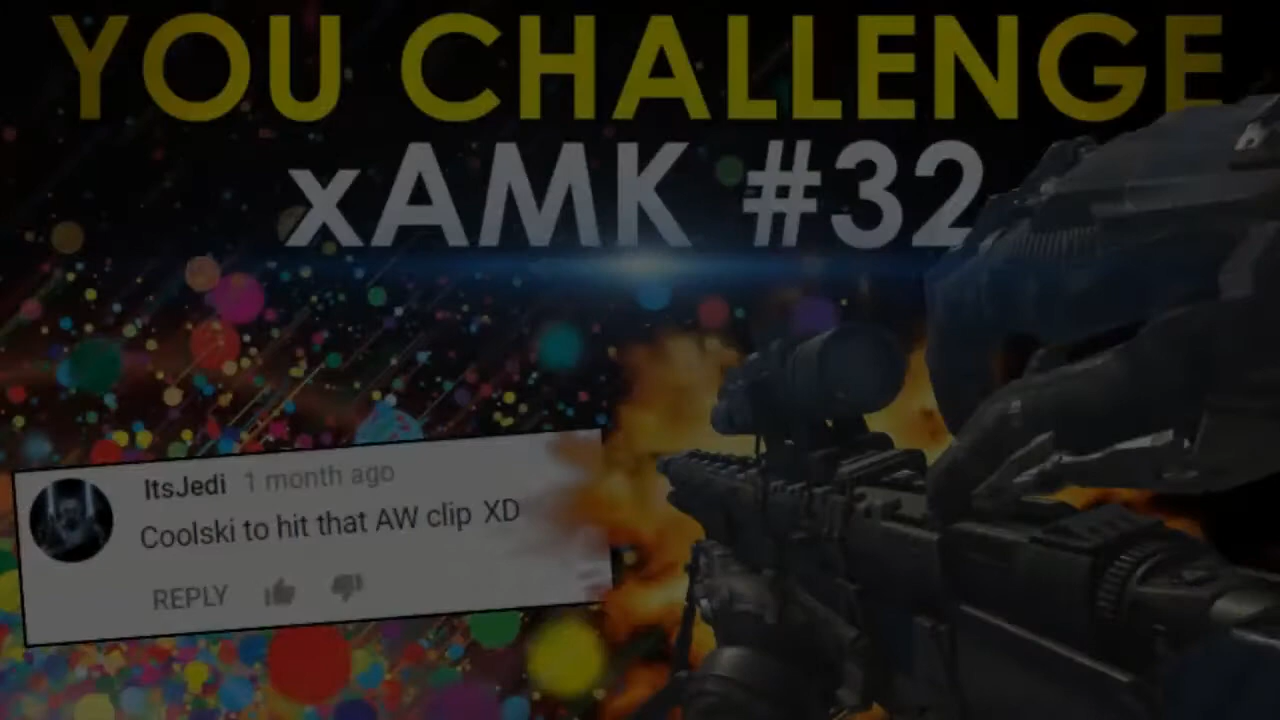 YOU CHALLENGE
xAMK #32
ItsJedi 1 month ago
Coolski to hit that AW clip XD
REPLY